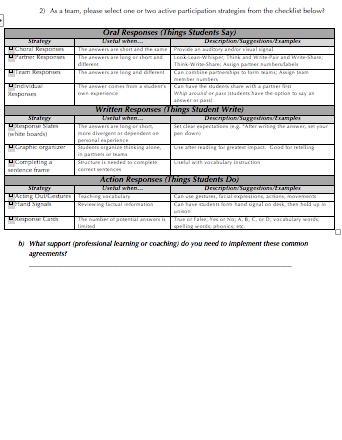 2) As a team, please select one or two active participation strategies from the checklist below?
Oral Responses (Things Students Say)
Strategy Useful when... Description/Suggestions/Examples
Choral Responses The answers are short and the same Provide an auditory and/or visual signal
Partner Responses The answers are long or short and different Look-Lean-Whisper; Think and Write-Pair and Write-Share; Think-Write-Share; Assign partner numbers/labels
Team Responses The answers are long and different Can combine partnerships to form teams; Assign team member numbers
Individual Responses The answer comes from a student's own experience Can have the students share with a partner first
Whip around or pass (students have the option to say an answer or pass)
Written Responses (Things Student Write)
Strategy Useful when... Description/Suggestions/Examples
Response Slates (white boards) The answers are long or short, more divergent or dependent on personal experience Set clear expectations (e.g. "After writing the answer, set your pen down)
Graphic organizer Students organize thinking alone, in partners or teams Use after reading for greatest impact. Good for retelling
Completing a sentence frame Structure is needed to complete correct sentences Useful with vocabulary instruction
Action Responses (Things Students Do)
Strategy Useful when... Description/Suggestions/Examples
Acting Out/Gestures Teaching vocabulary Can use gestures, facial expressions, actions, movements
Hand Signals Reviewing factual information Can have students form hand signal on desk, then hold up in unison
Response Cards The number of potential answers is limited True or False, Yes or No; A, B, C, or D; vocabulary words; spelling words; phonics; etc.
b) What support (professional learning or coaching) do you need to implement these common
agreements?